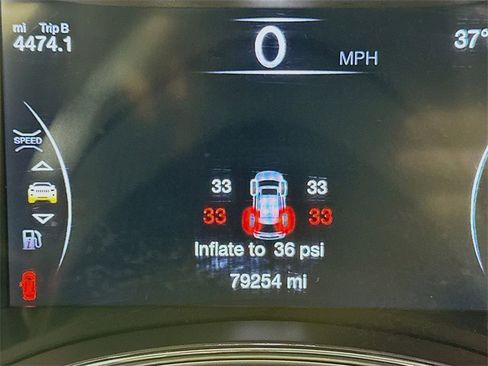 mi Trip B
4474.1
0 MPH
37°
SPEED
33 33
33 33
Inflate to 36 psi
79254 mi